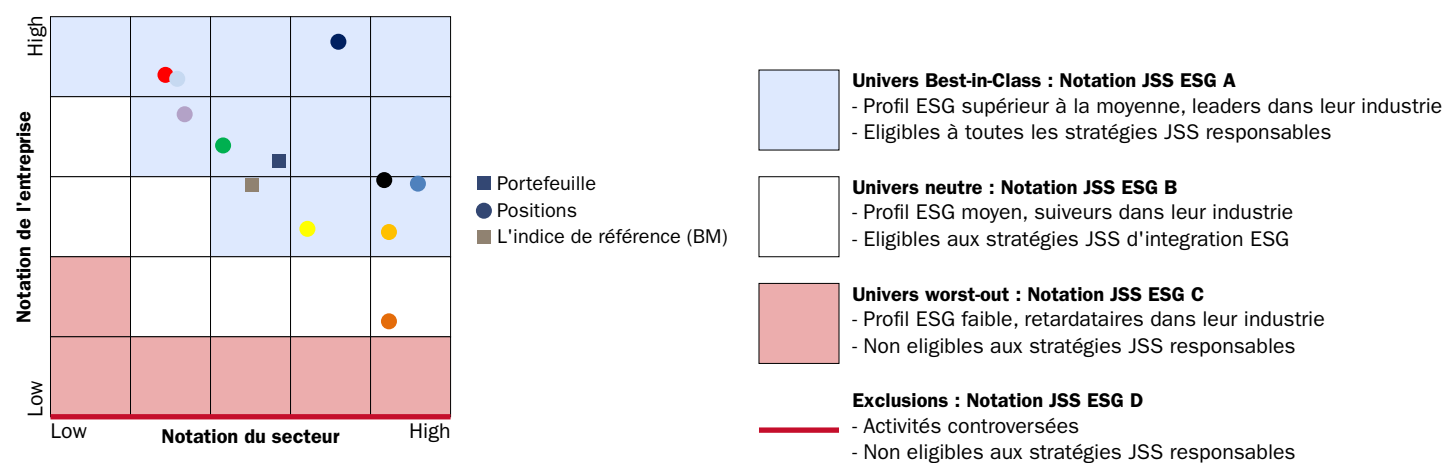 High
Notation de l'entreprise
Low
Low
Notation du secteur
High
Portefeuille
Positions
L'indice de référence (BM)
Univers Best-in-Class : Notation JSS ESG A
- Profil ESG supérieur à la moyenne, leaders dans leur industrie
- Eligibles à toutes les stratégies JSS responsables
Univers neutre : Notation JSS ESG B
- Profil ESG moyen, suiveurs dans leur industrie
- Eligibles aux stratégies JSS d'integration ESG
Univers worst-out : Notation JSS ESG C
- Profil ESG faible, retardataires dans leur industrie
- Non eligibles aux stratégies JSS responsables
Exclusions : Notation JSS ESG D
- Activités controversées
- Non eligibles aux stratégies JSS responsables